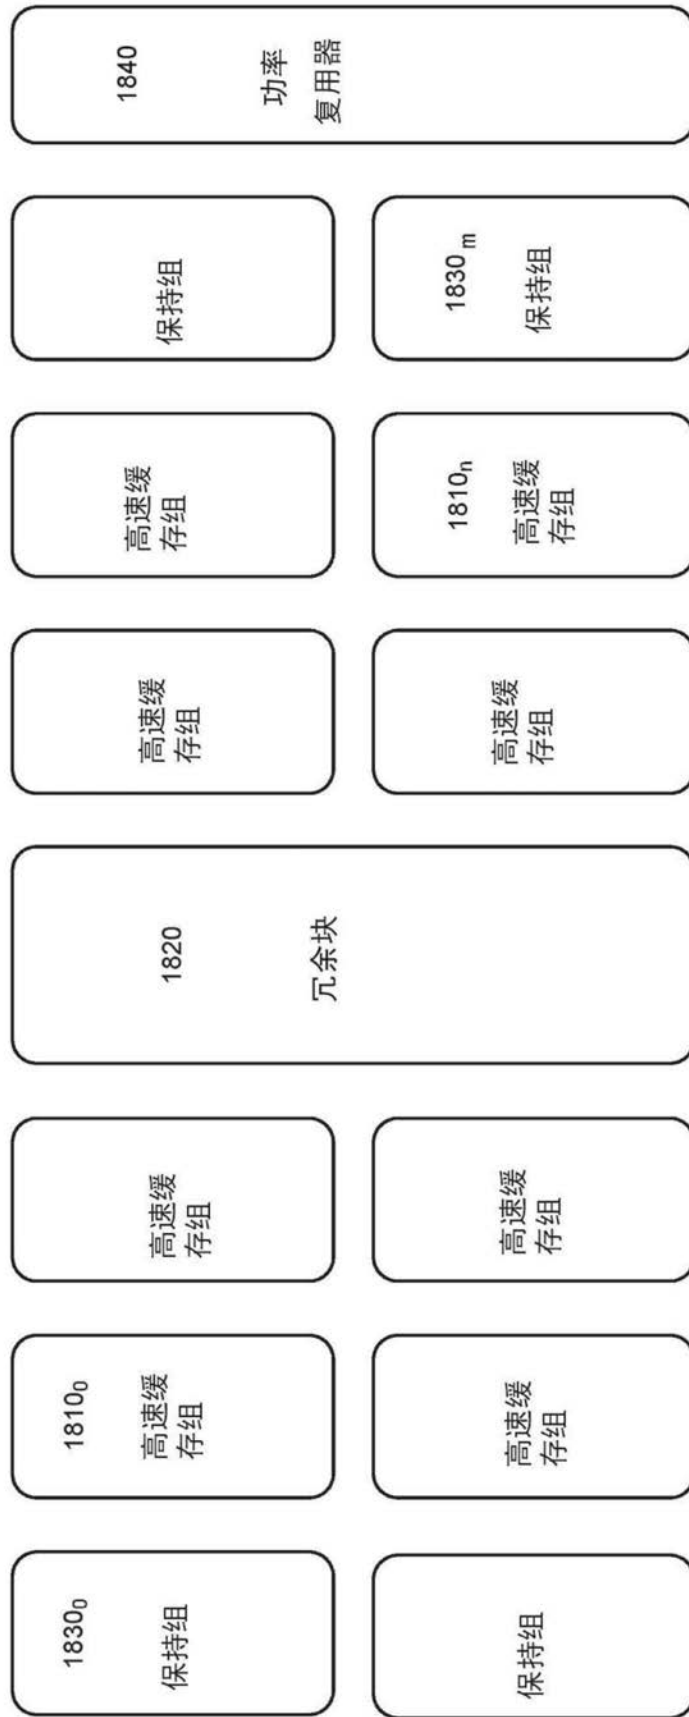 1830₀
保持组
1810₀
高速缓
存组
高速缓
存组
1820
冗余块
高速缓
存组
高速缓
存组
保持组
1840
功率
复用器
保持组
高速缓
存组
高速缓
存组
高速缓
存组
1810ₙ
高速缓
存组
1830ₘ
保持组